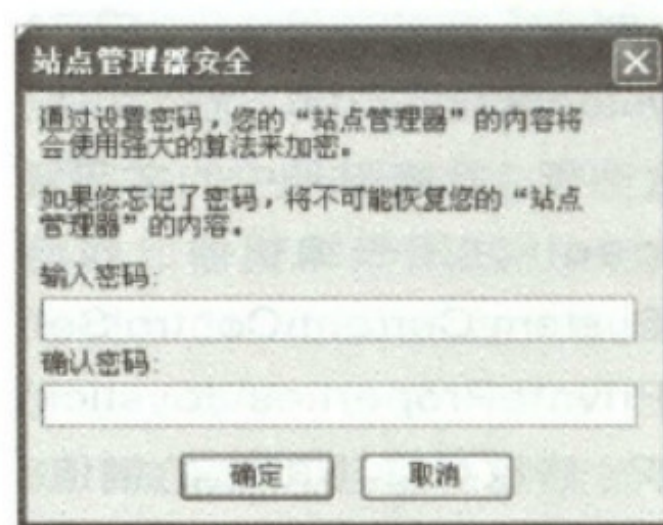 站点管理器安全
通过设置密码，您的“站点管理器”的内容将
会使用强大的算法来加密。
如果您忘记了密码，将不可能恢复您的“站点
管理器”的内容。
输入密码:
确认密码:
确定
取消